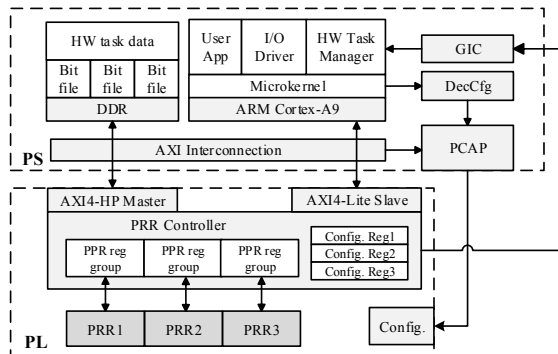 HW task data
Bit file
Bit file
Bit file
DDR
User App
I/O Driver
HW Task Manager
Microkernel
ARM Cortex-A9
GIC
DecCfg
AXI Interconnection
PCAP
PS
AXI4-HP Master
AXI4-Lite Slave
PRR Controller
PPR reg group
PPR reg group
PPR reg group
Config. Reg1
Config. Reg2
Config. Reg3
PRR1
PRR2
PRR3
Config.
PL